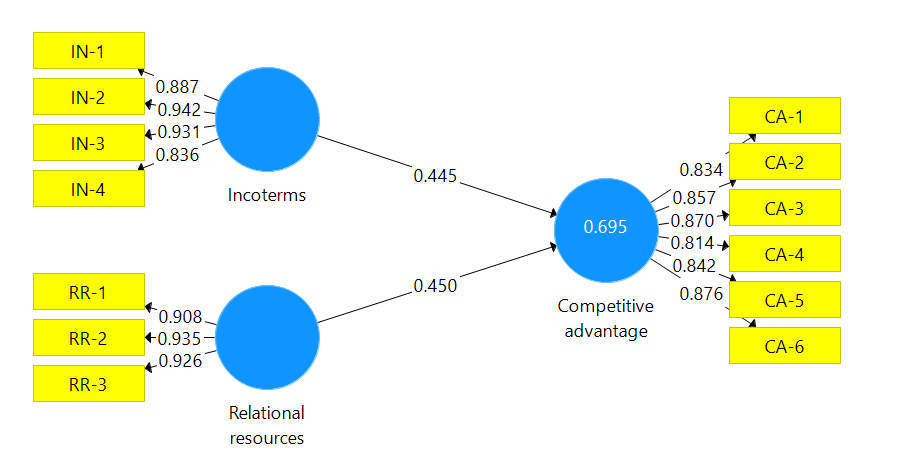 IN-1
0.887
IN-2
0.942
IN-3
0.931
IN-4
0.836
Incoterms
0.445
RR-1
0.908
RR-2
0.935
RR-3
0.926
Relational
resources
0.450
0.695
Competitive
advantage
CA-1
0.834
CA-2
0.857
CA-3
0.870
CA-4
0.814
CA-5
0.842
CA-6
0.876